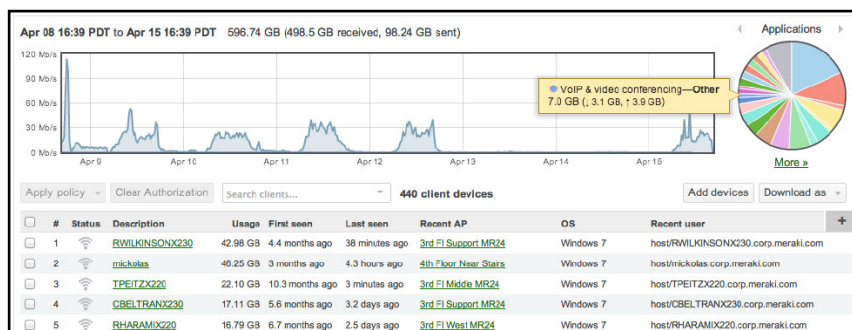 Apr 08 16:39 PDT to Apr 15 16:39 PDT 596.74 GB (498.5 GB received, 98.24 GB sent)
Applications
120 Mb/s
90 Mb/s
60 Mb/s
30 Mb/s
0 Mb/s
Apr 9 Apr 10 Apr 11 Apr 12 Apr 13 Apr 14 Apr 15
VoIP & video conferencing—Other
7.0 GB (↓ 3.1 GB, ↑ 3.9 GB)
More »
Apply policy Clear Authorization Search clients... 440 client devices Add devices Download as
# Status Description Usage First seen Last seen Recent AP OS Recent user +
1 RWILKINSONX230 42.98 GB 4.4 months ago 38 minutes ago 3rd Fl Support MR24 Windows 7 host/RWILKINSONX230.corp.meraki.com
2 mickolas 46.25 GB 3 months ago 4.3 hours ago 4th Floor Near Stairs Windows 7 host/mickolas.corp.meraki.com
3 TPEITZX220 22.10 GB 10.3 months ago 3 minutes ago 3rd Fl Middle MR24 Windows 7 host/TPEITZX220.corp.meraki.com
4 CBELTRANX230 17.11 GB 5.6 months ago 3.2 days ago 3rd Fl Support MR24 Windows 7 host/CBELTRANX230.corp.meraki.com
5 RHARAMIX220 16.79 GB 6.7 months ago 2.5 days ago 3rd Fl West MR24 Windows 7 host/RHARAMIX220.corp.meraki.com